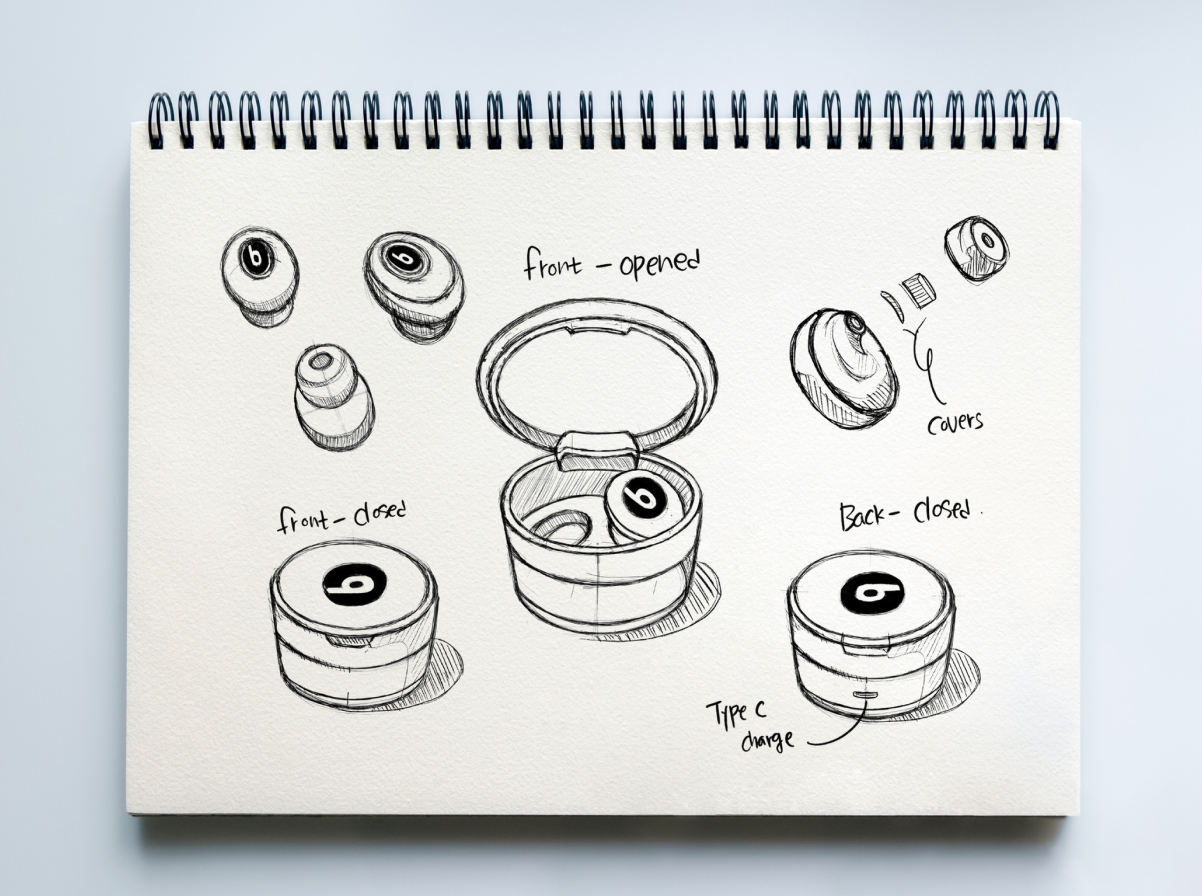 front - opened
covers
front - closed
Back - closed.
Type C
charge
b
b
b
b
b